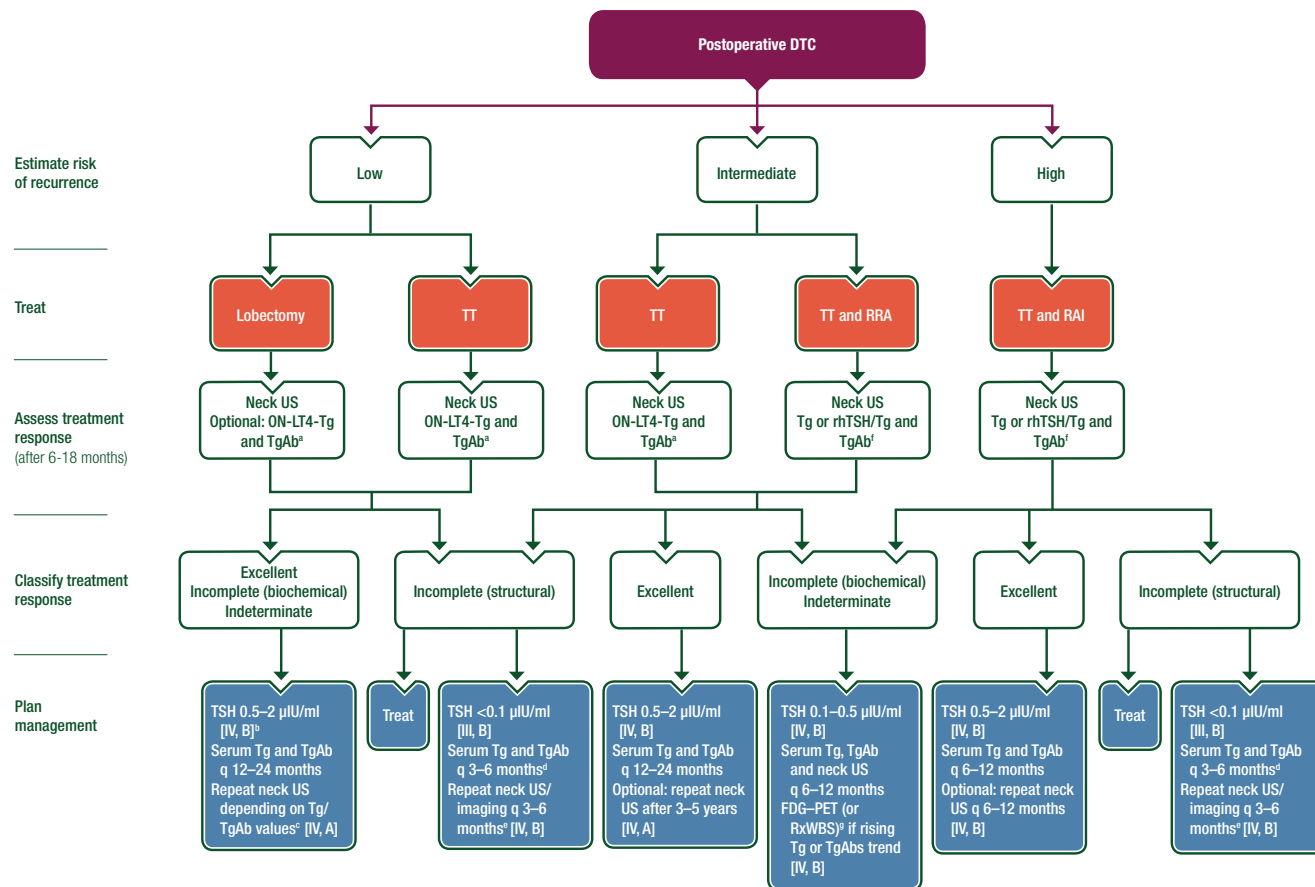 Postoperative DTC
Estimate risk
of recurrence
Low
Intermediate
High
Treat
Lobectomy
TT
TT
TT and RRA
TT and RAI
Assess treatment
response
(after 6-18 months)
Neck US
Optional: ON-LT4-Tg
and TgAbᵃ
Neck US
ON-LT4-Tg and
TgAbᵃ
Neck US
ON-LT4-Tg and
TgAbᵃ
Neck US
Tg or rhTSH/Tg and
TgAbᶠ
Neck US
Tg or rhTSH/Tg and
TgAbᶠ
Classify treatment
response
Excellent
Incomplete (biochemical)
Indeterminate
Incomplete (structural)
Excellent
Incomplete (biochemical)
Indeterminate
Excellent
Incomplete (structural)
Plan
management
TSH 0.5–2 µIU/ml
[IV, B]ᵇ
Serum Tg and TgAb
q 12–24 months
Repeat neck US
depending on Tg/
TgAb valuesᶜ [IV, A]
Treat
TSH <0.1 µIU/ml
[III, B]
Serum Tg and TgAb
q 3–6 monthsᵈ
Repeat neck US/
imaging q 3–6
monthsᵉ [IV, B]
TSH 0.5–2 µIU/ml
[IV, B]
Serum Tg and TgAb
q 12–24 months
Optional: repeat neck
US after 3–5 years
[IV, A]
TSH 0.1–0.5 µIU/ml
[IV, B]
Serum Tg, TgAb
and neck US
q 6–12 months
FDG–PET (or
RxWBS)ᵍ if rising
Tg or TgAbs trend
[IV, B]
TSH 0.5–2 µIU/ml
[IV, B]
Serum Tg and TgAb
q 6–12 months
Optional: repeat neck
US q 6–12 months
[IV, B]
Treat
TSH <0.1 µIU/ml
[III, B]
Serum Tg and TgAb
q 3–6 monthsᵈ
Repeat neck US/
imaging q 3–6
monthsᵉ [IV, B]